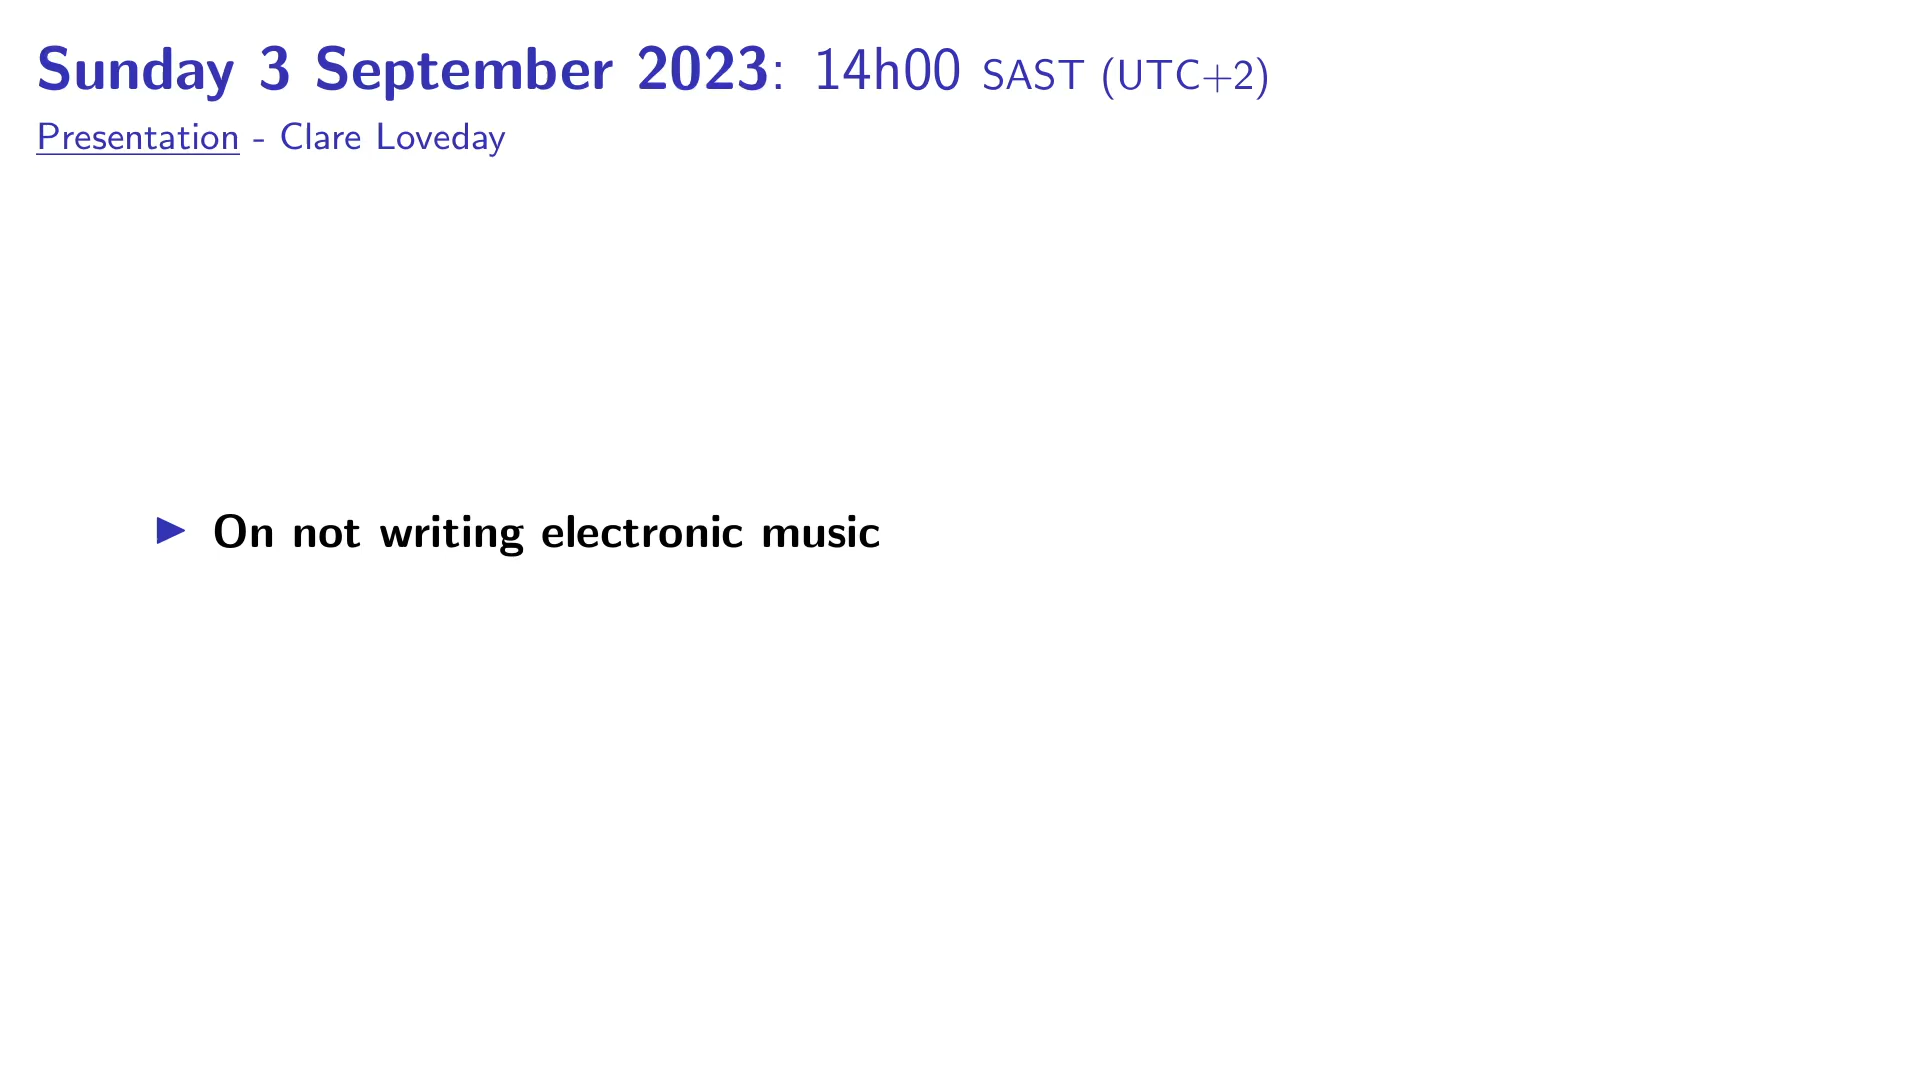 Sunday 3 September 2023: 14h00 SAST (UTC+2)
Presentation - Clare Loveday
▶ On not writing electronic music